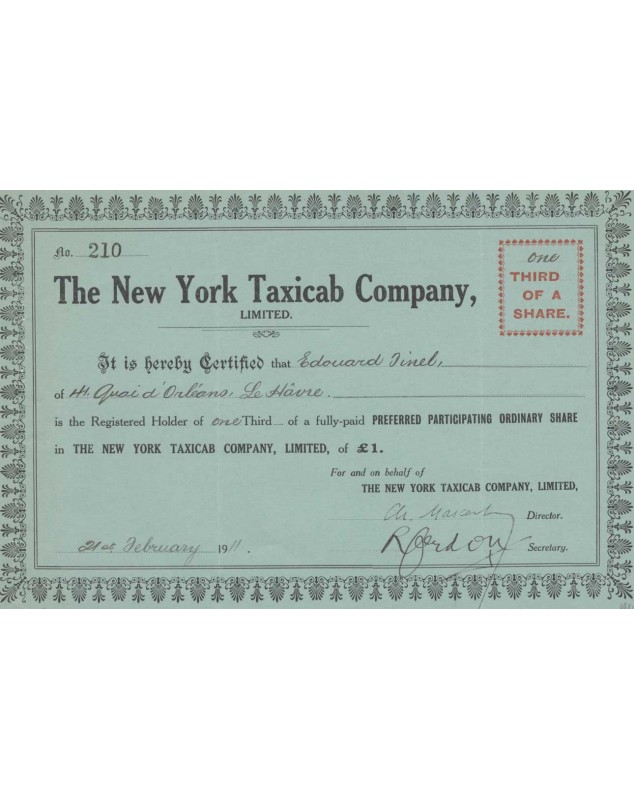 No. 210
one
THIRD
OF A
SHARE.
The New York Taxicab Company,
LIMITED.
It is hereby Certified that Edouard Tinel,
of 41 Quai d'Orléans, Le Hâvre.
is the Registered Holder of one Third of a fully-paid PREFERRED PARTICIPATING ORDINARY SHARE
in THE NEW YORK TAXICAB COMPANY, LIMITED, of £1.
For and on behalf of
THE NEW YORK TAXICAB COMPANY, LIMITED,
Director.
21st February 1911.
Secretary.